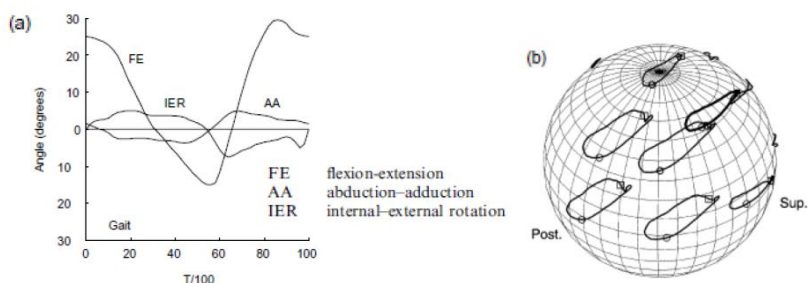 (a)
30
20
10
0
10
20
30
Angle (degrees)
FE
IER
AA
FE flexion-extension
AA abduction–adduction
IER internal–external rotation
Gait
0 20 40 60 80 100
T/100
(b)
Post.
Sup.